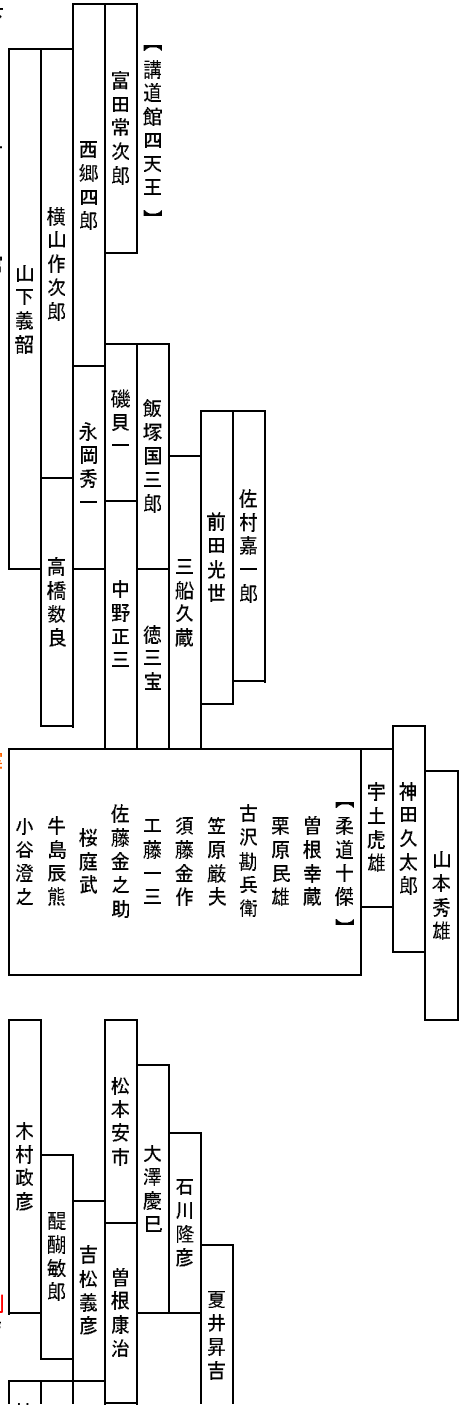 【講道館四天王】
富田常次郎
西郷四郎
横山作次郎
山下義韶
佐村嘉一郎
前田光世
三船久蔵
飯塚国三郎
徳三宝
磯貝一
中野正三
永岡秀一
高橋数良
山本秀雄
神田久太郎
宇土虎雄
【柔道十傑】
曽根幸蔵
栗原民雄
古沢勘兵衛
笠原巌夫
須藤金作
工藤一三
佐藤金之助
桜庭武
牛島辰熊
小谷澄之
夏井昇吉
石川隆彦
大澤慶己
松本安市
曽根康治
吉松義彦
醍醐敏郎
木村政彦